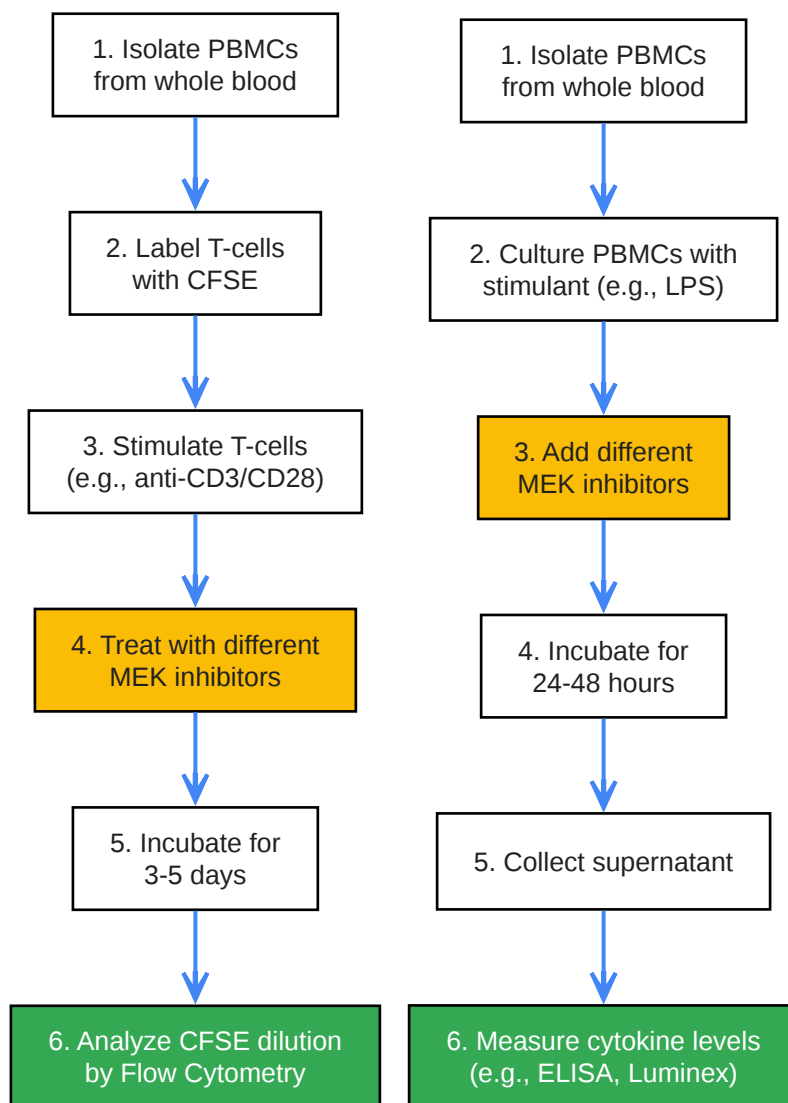 1. Isolate PBMCs
from whole blood
2. Label T-cells
with CFSE
3. Stimulate T-cells
(e.g., anti-CD3/CD28)
4. Treat with different
MEK inhibitors
5. Incubate for
3-5 days
6. Analyze CFSE dilution
by Flow Cytometry
1. Isolate PBMCs
from whole blood
2. Culture PBMCs with
stimulant (e.g., LPS)
3. Add different
MEK inhibitors
4. Incubate for
24-48 hours
5. Collect supernatant
6. Measure cytokine levels
(e.g., ELISA, Luminex)